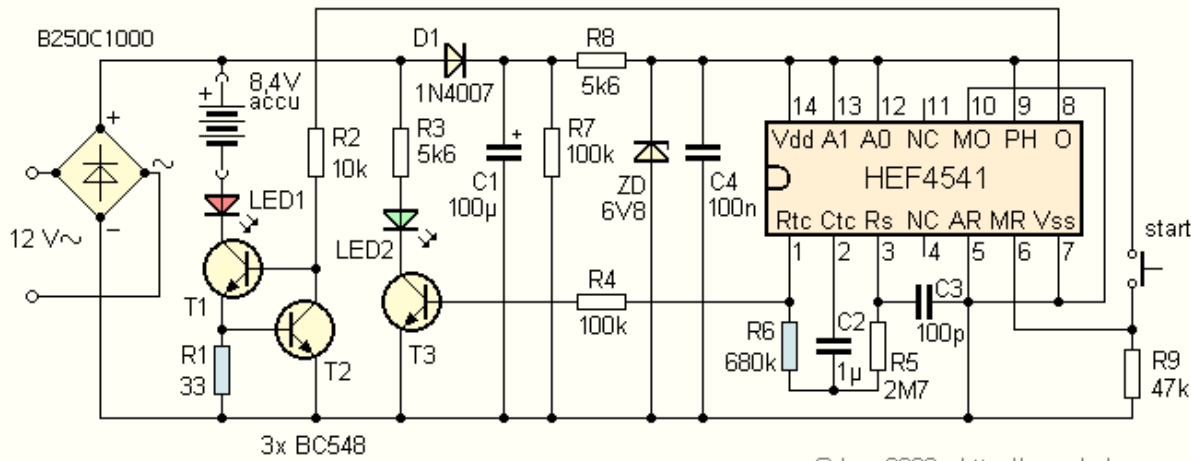 B250C1000
D1
1N4007
R8
5k6
8,4V
accu
+
R2
10k
R3
5k6
+
C1
100µ
R7
100k
ZD
6V8
C4
100n
14 13 12 11 10 9 8
Vdd A1 A0 NC MO PH O
HEF4541
Rtc Ctc Rs NC AR MR Vss
1 2 3 4 5 6 7
start
+
~
−
12 V~
LED1
LED2
T1
T2
T3
R1
33
R4
100k
R6
680k
C2
1µ
R5
2M7
C3
100p
R9
47k
3x BC548